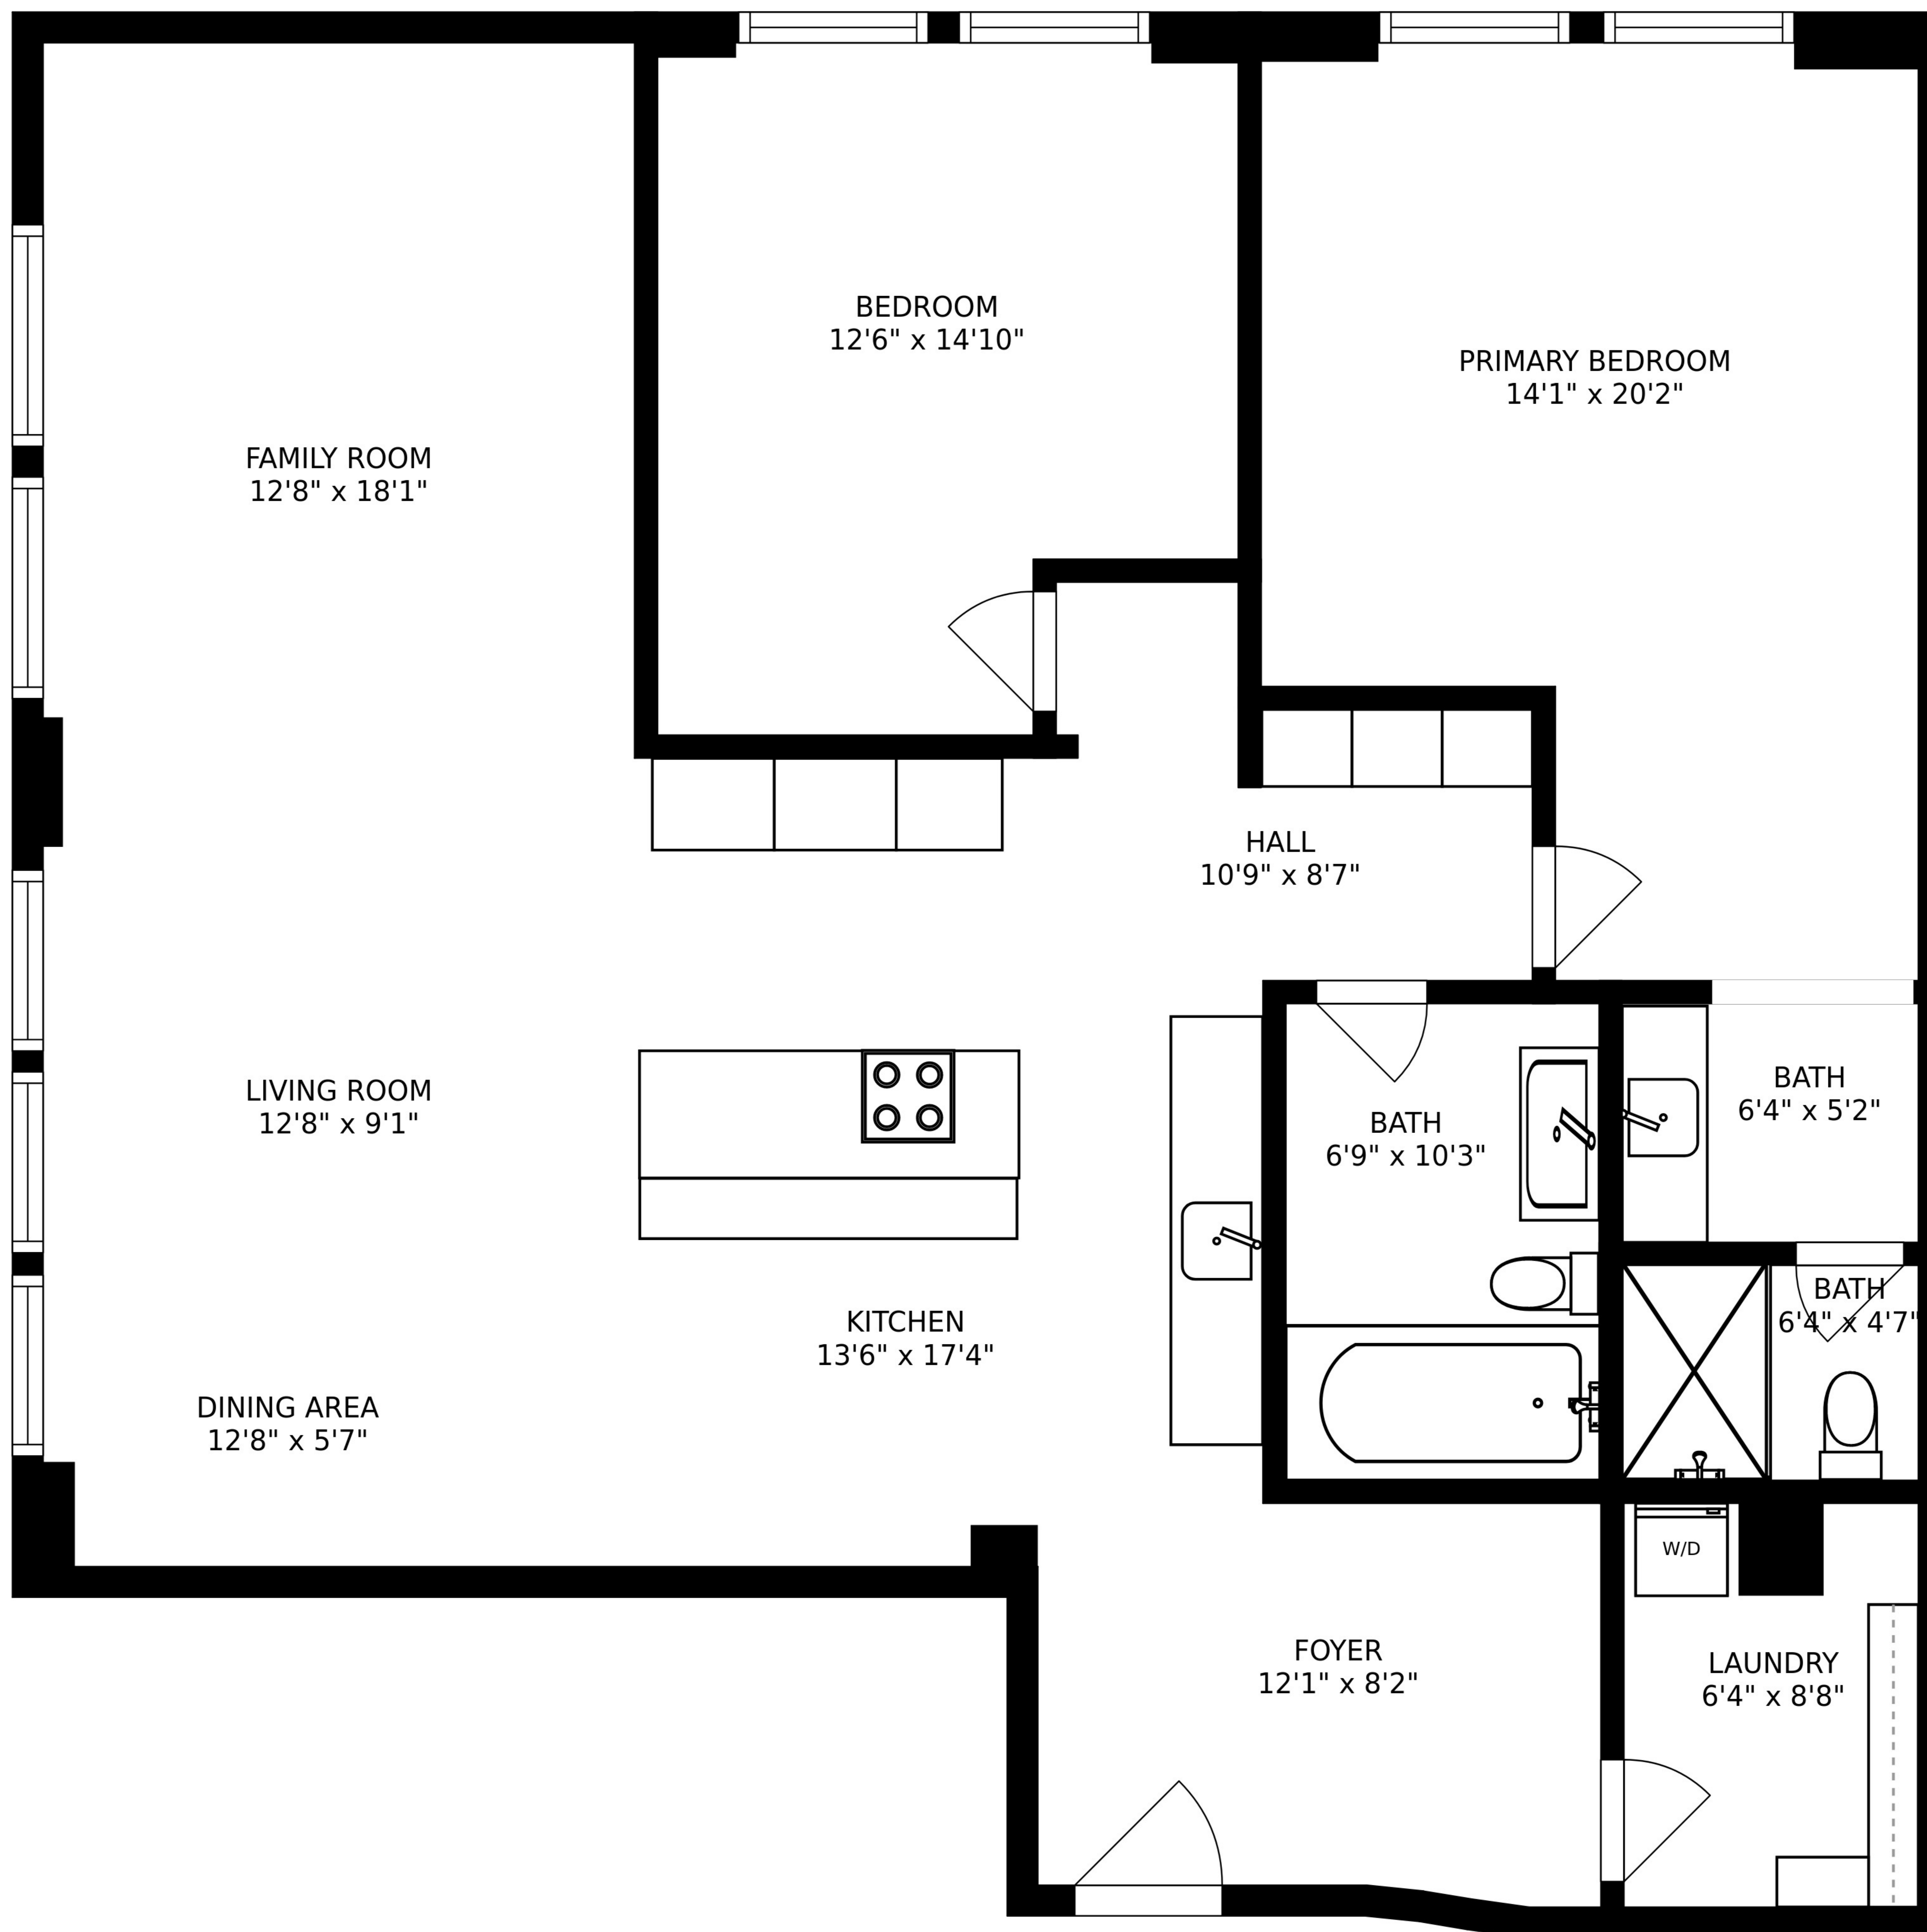 BEDROOM
12'6" x 14'10"
PRIMARY BEDROOM
14'1" x 20'2"
FAMILY ROOM
12'8" x 18'1"
HALL
10'9" x 8'7"
LIVING ROOM
12'8" x 9'1"
BATH
6'9" x 10'3"
BATH
6'4" x 5'2"
BATH
6'4" x 4'7"
KITCHEN
13'6" x 17'4"
DINING AREA
12'8" x 5'7"
W/D
FOYER
12'1" x 8'2"
LAUNDRY
6'4" x 8'8"